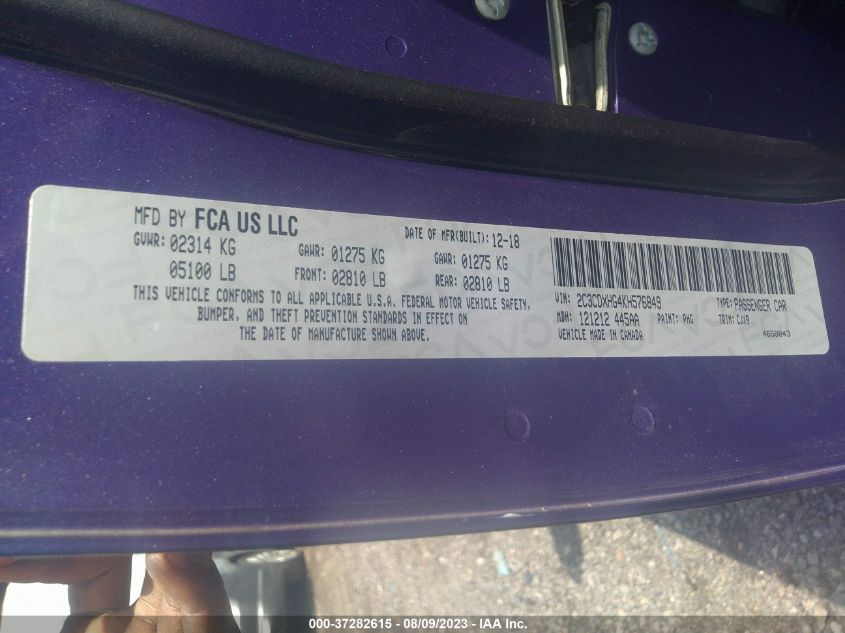 MFD BY FCA US LLC
DATE OF MFR(BUILT): 12-18
GVWR: 02314 KG GAWR: 01275 KG GAWR: 01275 KG
05100 LB FRONT: 02810 LB REAR: 02810 LB
THIS VEHICLE CONFORMS TO ALL APPLICABLE U.S.A. FEDERAL MOTOR VEHICLE SAFETY,
BUMPER, AND THEFT PREVENTION STANDARDS IN EFFECT ON
THE DATE OF MANUFACTURE SHOWN ABOVE.
VIN: 2C3CDXHG4KH576849 TYPE: PASSENGER CAR
MDH: 121212 445AA PAINT: PHG TRIM: CJX9
VEHICLE MADE IN CANADA 4658843
000-37282615 - 08/09/2023 - IAA Inc.